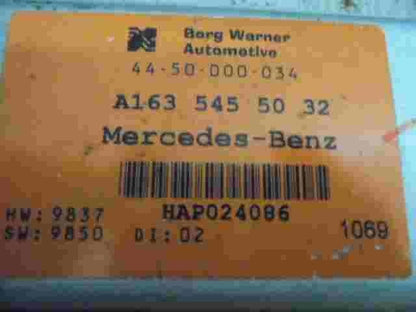 Borg Warner
Automotive
44-50-000-034
A163 545 50 32
Mercedes-Benz
HAP024086
HW: 9837
SW: 9850 DI: 02
1069